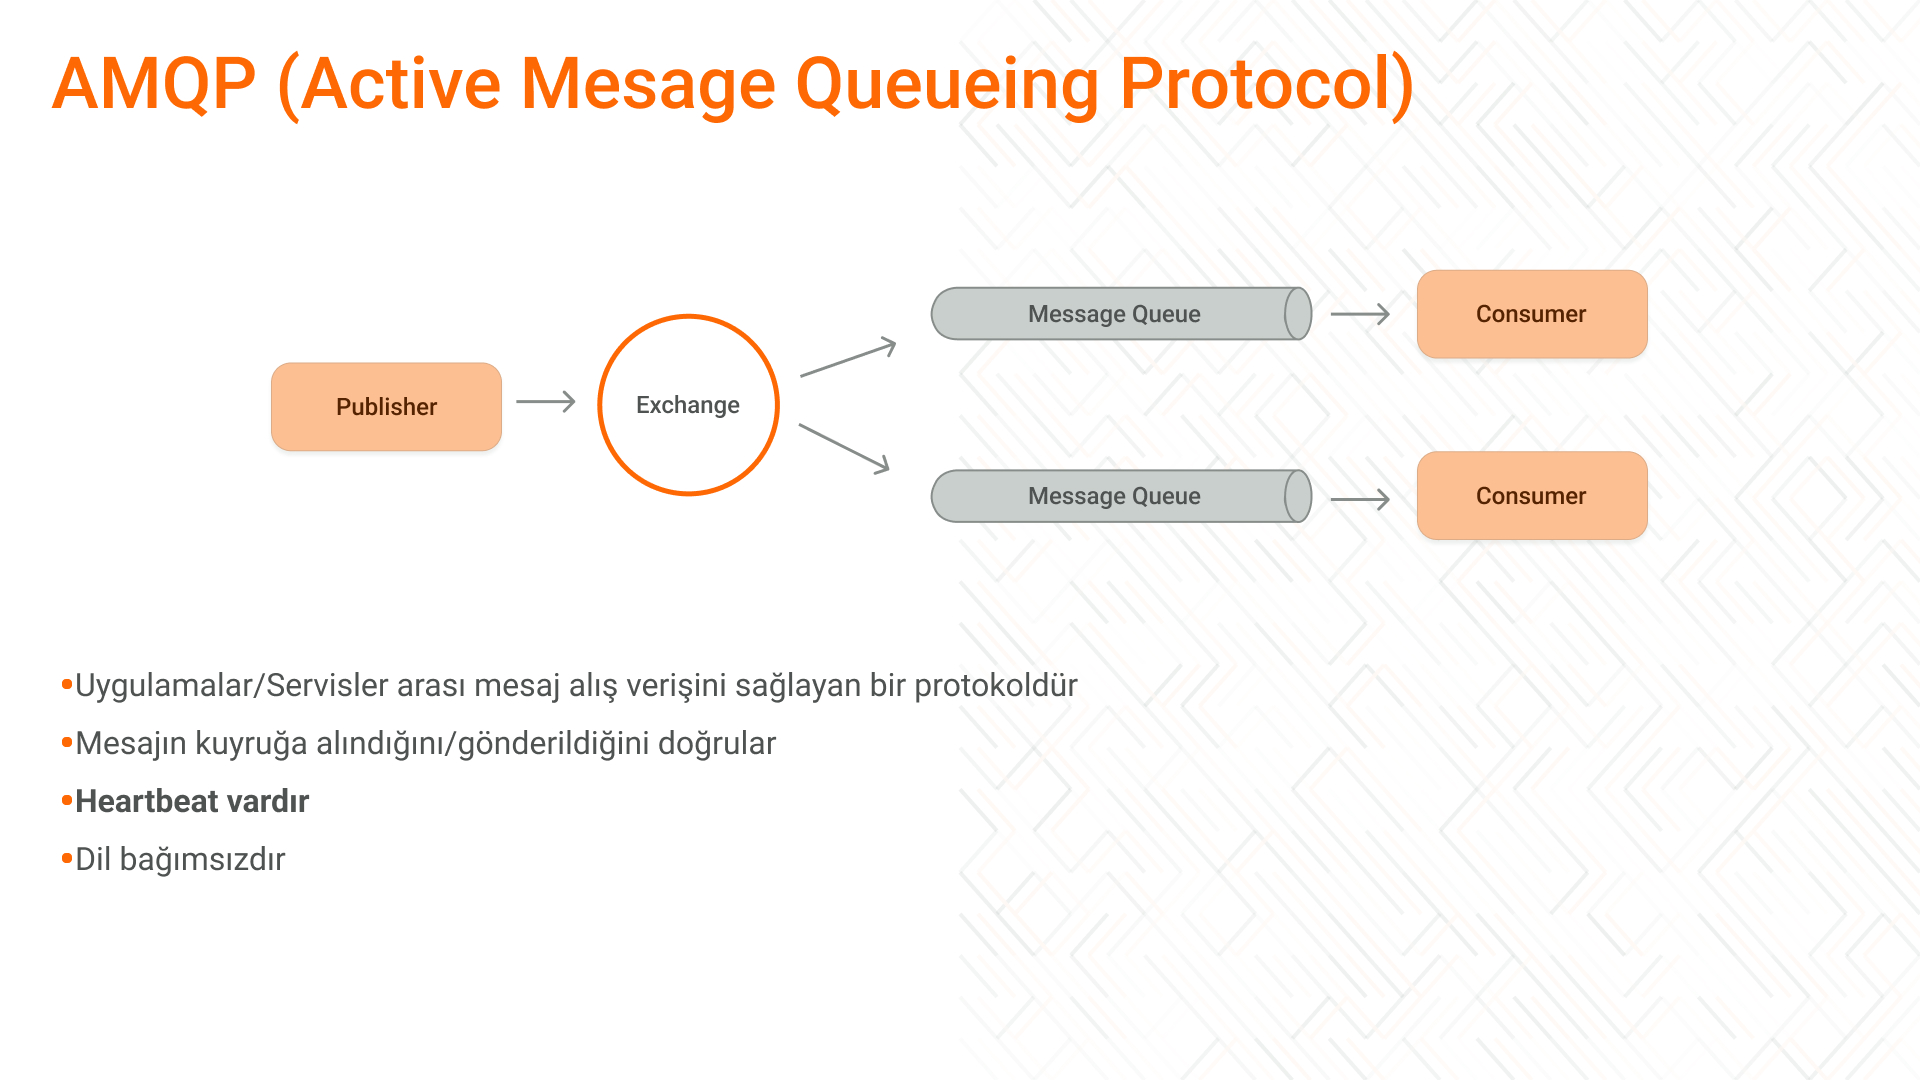 AMQP (Active Mesage Queueing Protocol)
Publisher
Exchange
Message Queue
Consumer
Message Queue
Consumer
•Uygulamalar/Servisler arası mesaj alış verişini sağlayan bir protokoldür
•Mesajın kuyruğa alındığını/gönderildiğini doğrular
•Heartbeat vardır
•Dil bağımsızdır